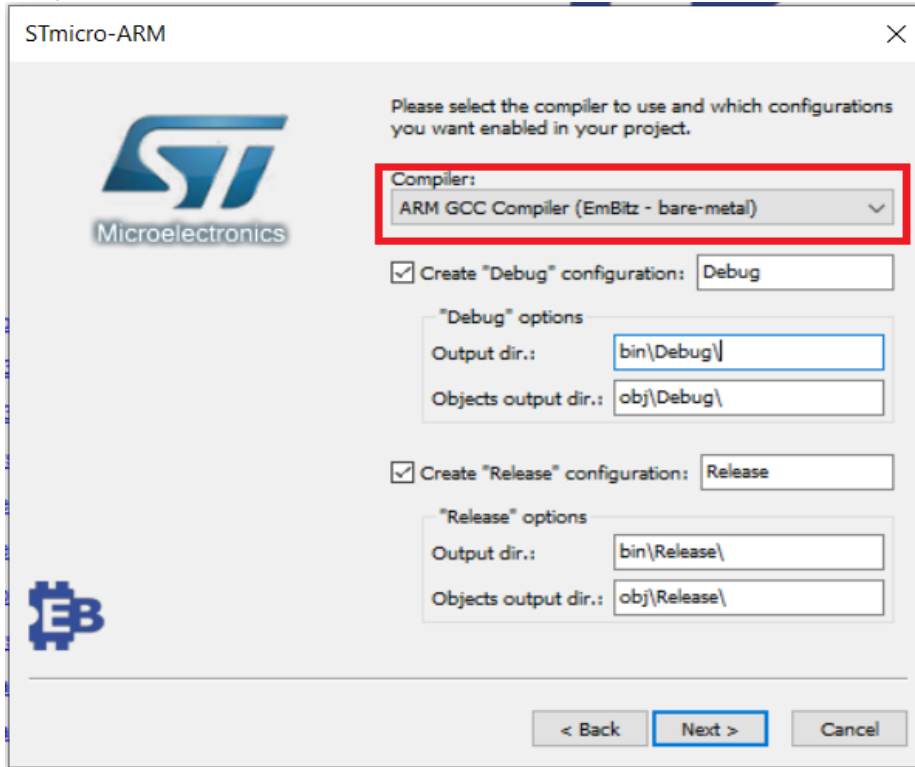 STmicro-ARM
Please select the compiler to use and which configurations
you want enabled in your project.
ST
Microelectronics
Compiler:
ARM GCC Compiler (EmBitz - bare-metal)
Create "Debug" configuration: Debug
"Debug" options
Output dir.: bin\Debug\
Objects output dir.: obj\Debug\
Create "Release" configuration: Release
"Release" options
Output dir.: bin\Release\
Objects output dir.: obj\Release\
EB
< Back Next > Cancel